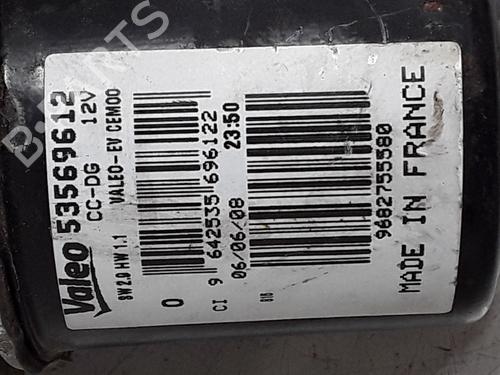 Valeo 53569612
CC-DG 12V
VALEO-EV CEM00
SW 2.0 HW 1.1
0
9 642535 696122
CI 06/06/08 23:50
816
9682755580
MADE IN FRANCE
B-PARTS